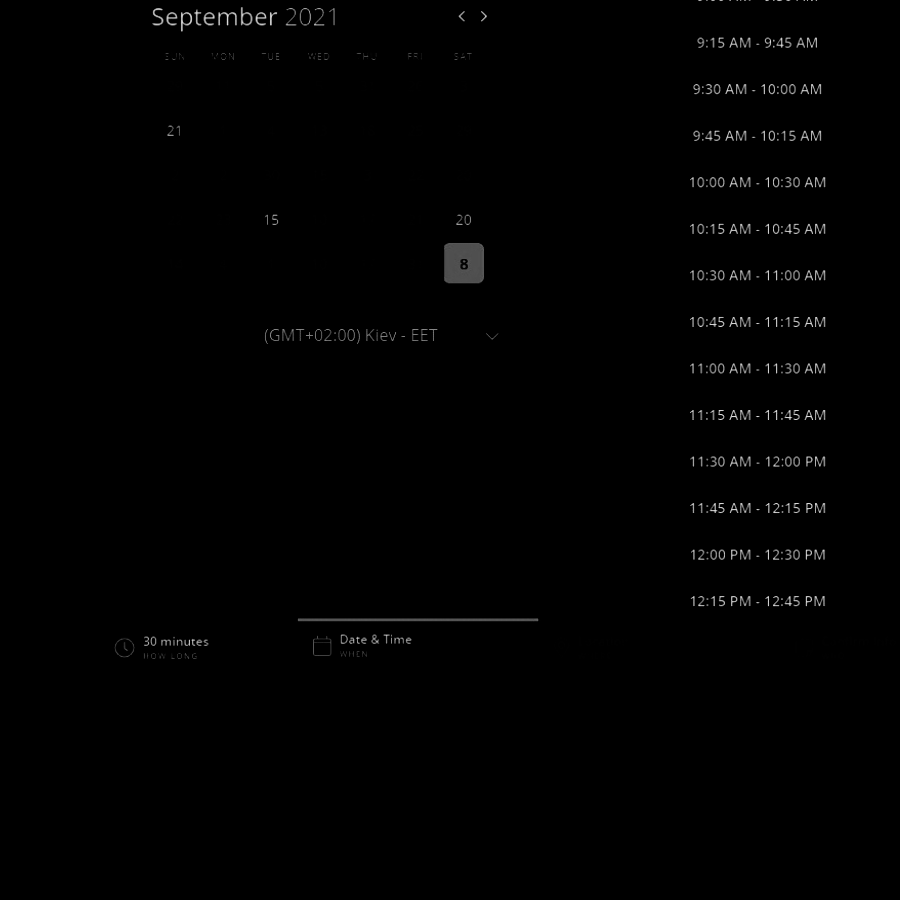 September 2021
SUN MON TUE WED THU FRI SAT
21
15 20
8
(GMT+02:00) Kiev - EET
9:15 AM - 9:45 AM
9:30 AM - 10:00 AM
9:45 AM - 10:15 AM
10:00 AM - 10:30 AM
10:15 AM - 10:45 AM
10:30 AM - 11:00 AM
10:45 AM - 11:15 AM
11:00 AM - 11:30 AM
11:15 AM - 11:45 AM
11:30 AM - 12:00 PM
11:45 AM - 12:15 PM
12:00 PM - 12:30 PM
12:15 PM - 12:45 PM
30 minutes
HOW LONG
Date & Time
WHEN